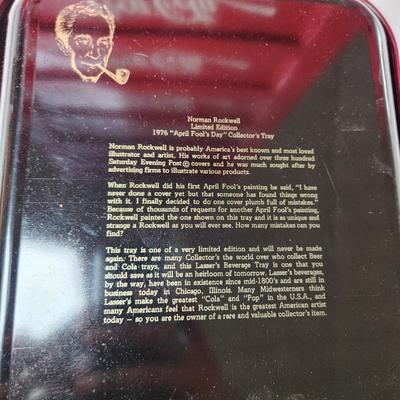 Norman Rockwell
Limited Edition
1976 "April Fool's Day" Collector's Tray
Norman Rockwell is probably America's best known and most loved
illustrator and artist. His works of art adorned over three hundred
Saturday Evening Post © covers and he was much sought after by
advertising firms to illustrate various products.
When Rockwell did his first April Fool's painting he said, "I have
never done a cover yet but that someone has found things wrong
with it. I finally decided to do one cover plumb full of mistakes."
Because of thousands of requests for another April Fool's painting,
Rockwell painted the one shown on this tray and it is as unique and
strange a Rockwell as you will ever see. How many mistakes can you
find?
This tray is one of a very limited edition and will never be made
again. There are many Collector's the world over who collect Beer
and Cola trays, and this Lasser's Beverage Tray is one that you
should save as it will be an heirloom of tomorrow. Lasser's beverages,
by the way, have been in existence since mid-1800's and are still in
business today in Chicago, Illinois. Many Midwesterners think
Lasser's make the greatest "Cola" and "Pop" in the U.S.A., and
many Americans feel that Rockwell is the greatest American artist
today — so you are the owner of a rare and valuable collector's item.